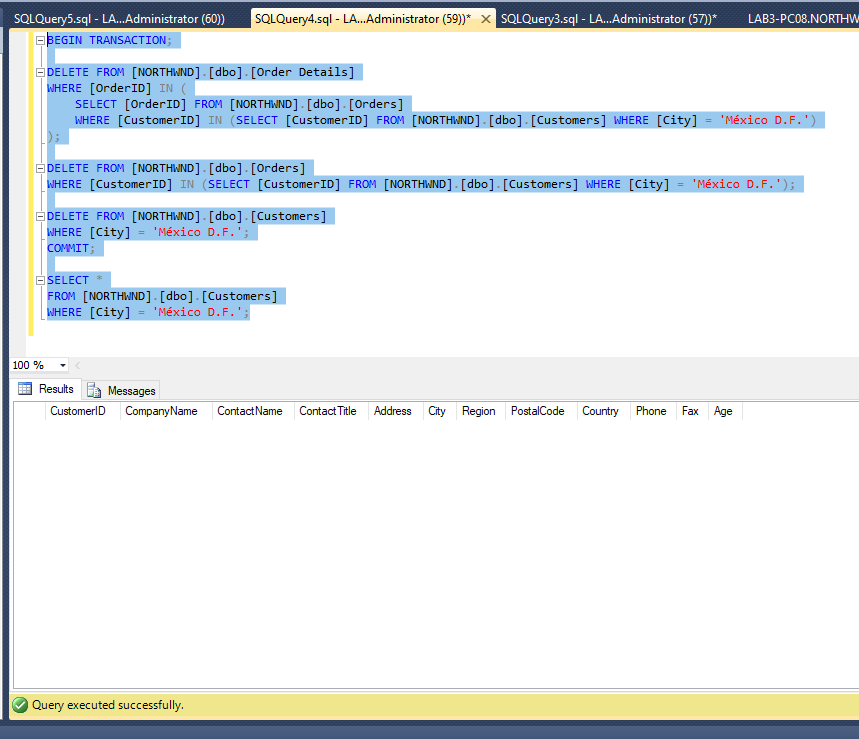 SQLQuery5.sql - LA...Administrator (60))
SQLQuery4.sql - LA...Administrator (59))*
SQLQuery3.sql - LA...Administrator (57))*
LAB3-PC08.NORTHW
BEGIN TRANSACTION;
DELETE FROM [NORTHWND].[dbo].[Order Details]
WHERE [OrderID] IN (
SELECT [OrderID] FROM [NORTHWND].[dbo].[Orders]
WHERE [CustomerID] IN (SELECT [CustomerID] FROM [NORTHWND].[dbo].[Customers] WHERE [City] = 'México D.F.')
);
DELETE FROM [NORTHWND].[dbo].[Orders]
WHERE [CustomerID] IN (SELECT [CustomerID] FROM [NORTHWND].[dbo].[Customers] WHERE [City] = 'México D.F.');
DELETE FROM [NORTHWND].[dbo].[Customers]
WHERE [City] = 'México D.F.';
COMMIT;
SELECT *
FROM [NORTHWND].[dbo].[Customers]
WHERE [City] = 'México D.F.';
100 %
Results Messages
CustomerID CompanyName ContactName ContactTitle Address City Region PostalCode Country Phone Fax Age
Query executed successfully.